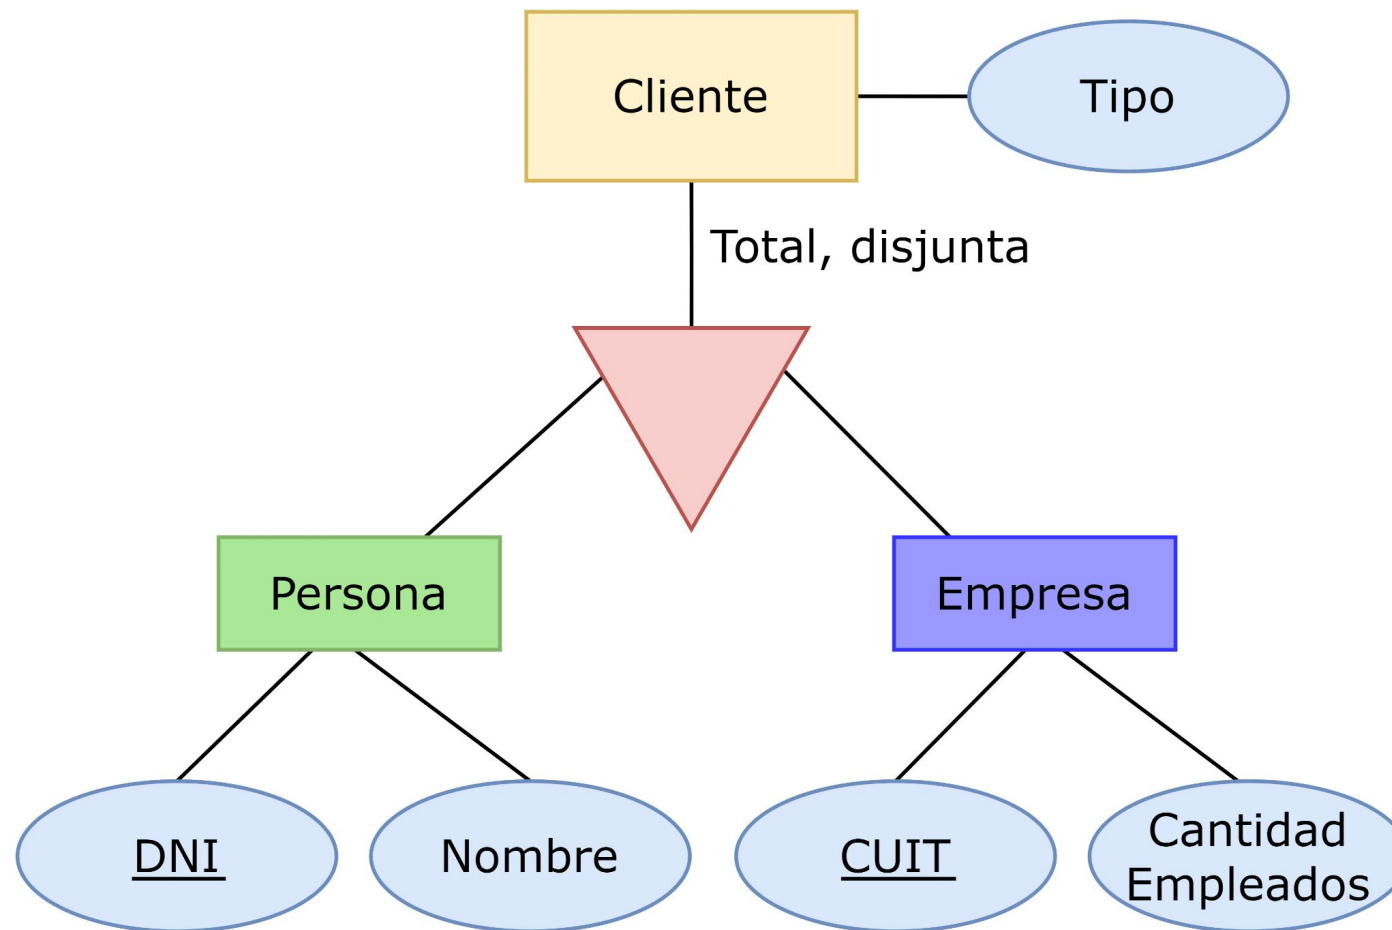 Cliente
Tipo
Total, disjunta
Persona
Empresa
DNI
Nombre
CUIT
Cantidad
Empleados